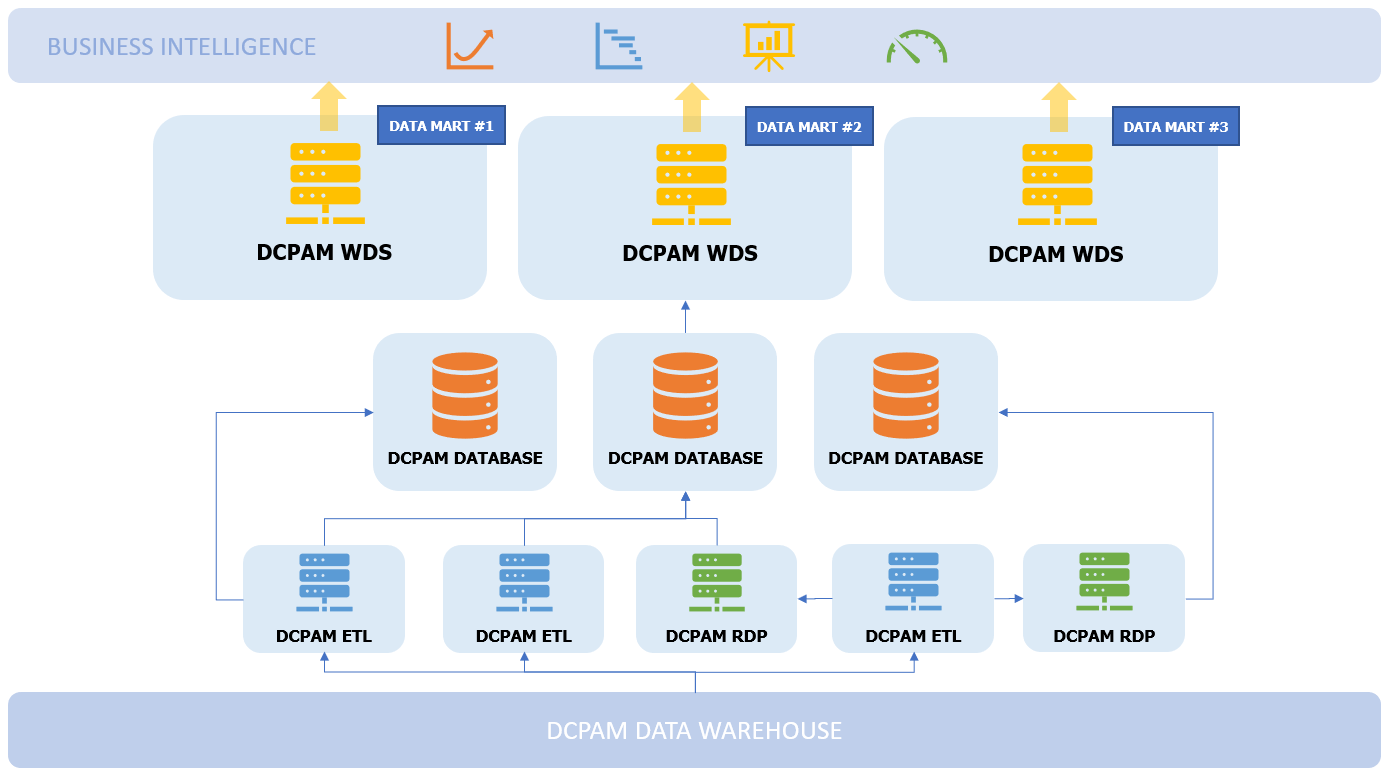 BUSINESS INTELLIGENCE
DATA MART #1
DATA MART #2
DATA MART #3
DCPAM WDS
DCPAM WDS
DCPAM WDS
DCPAM DATABASE
DCPAM DATABASE
DCPAM DATABASE
DCPAM ETL
DCPAM ETL
DCPAM RDP
DCPAM ETL
DCPAM RDP
DCPAM DATA WAREHOUSE